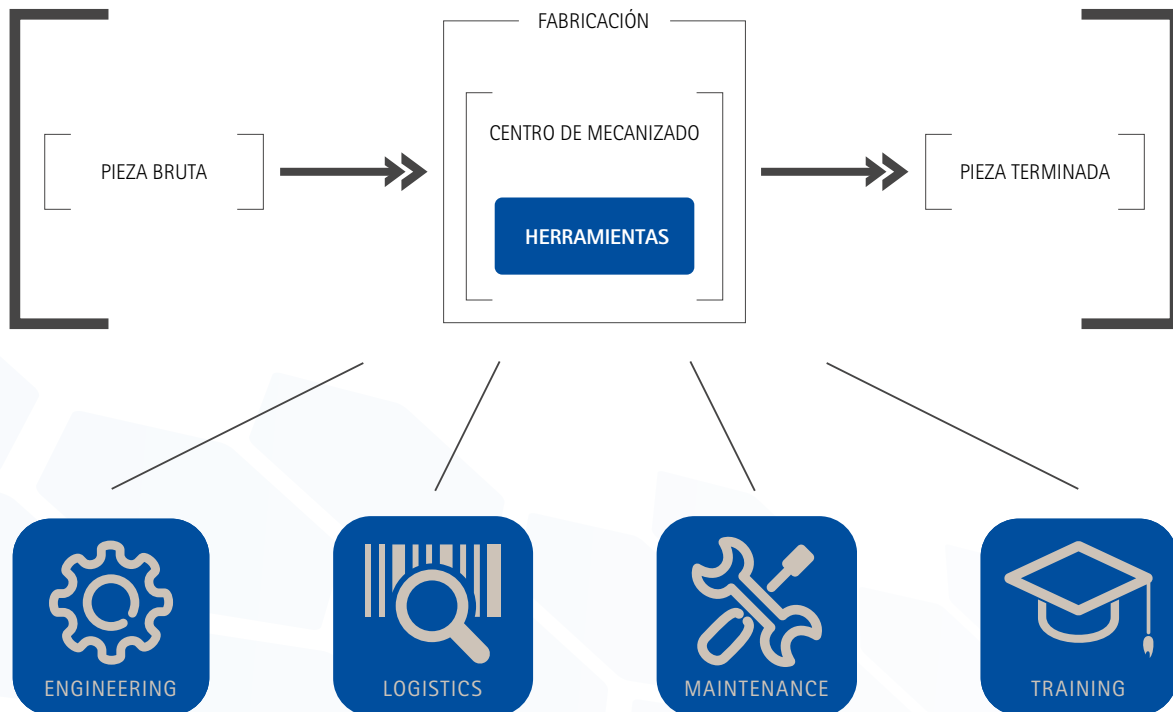 FABRICACIÓN
CENTRO DE MECANIZADO
PIEZA BRUTA
PIEZA TERMINADA
HERRAMIENTAS
ENGINEERING
LOGISTICS
MAINTENANCE
TRAINING